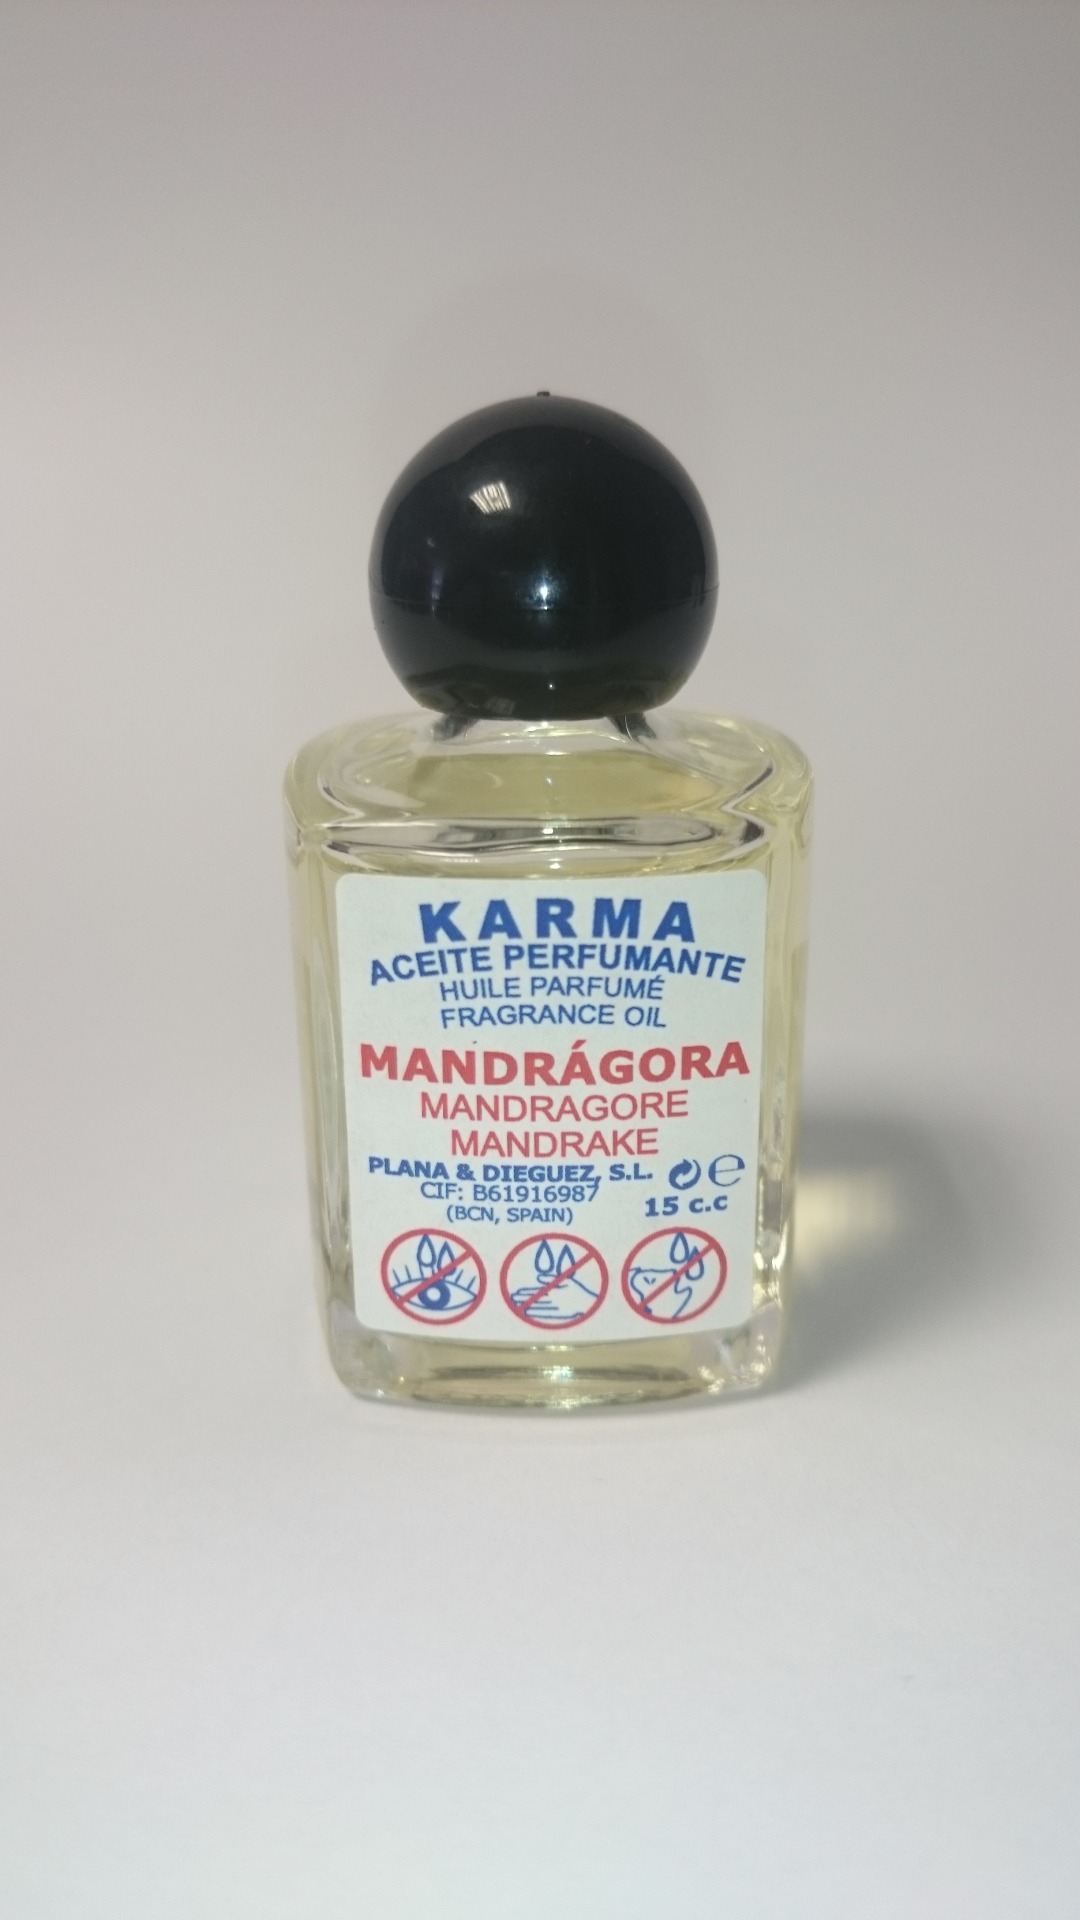 KARMA
ACEITE PERFUMANTE
HUILE PARFUMÉ
FRAGRANCE OIL
MANDRÁGORA
MANDRAGORE
MANDRAKE
PLANA & DIEGUEZ, S.L.
CIF: B61916987
(BCN, SPAIN)
℮
15 c.c